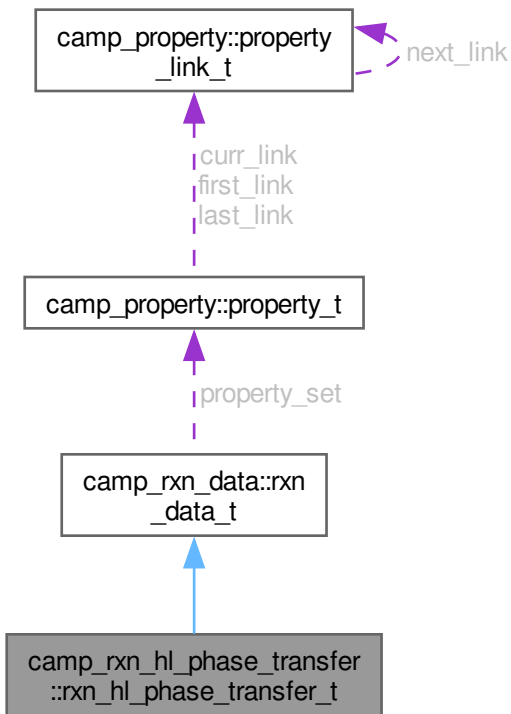 camp_property::property
_link_t
next_link
curr_link
first_link
last_link
camp_property::property_t
property_set
camp_rxn_data::rxn
_data_t
camp_rxn_hl_phase_transfer
::rxn_hl_phase_transfer_t